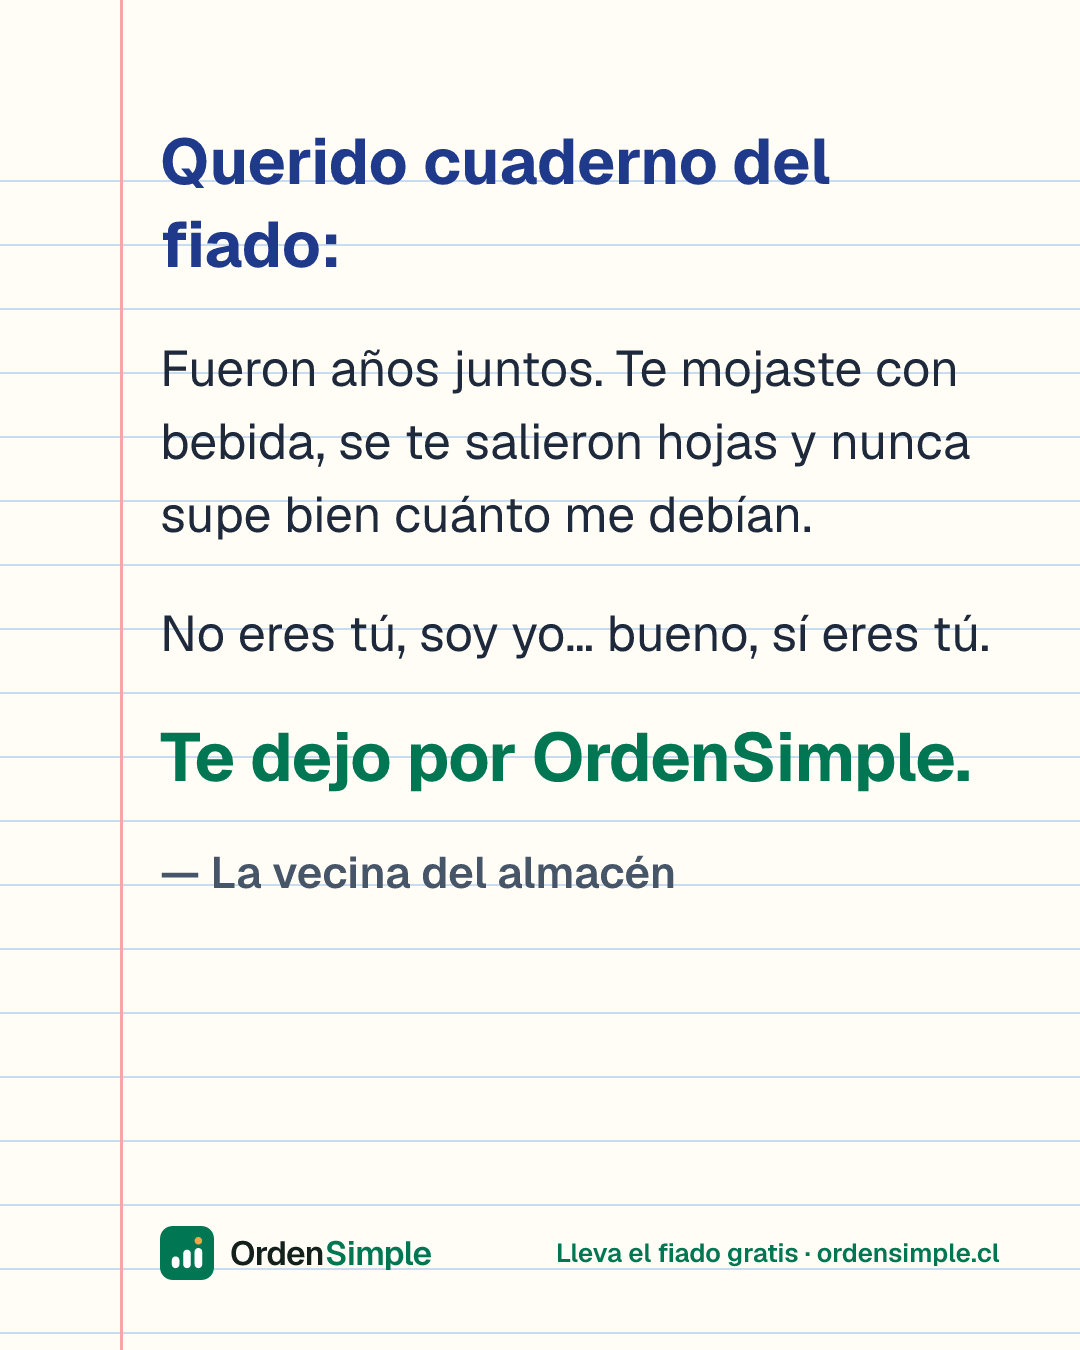 Querido cuaderno del
fiado:
Fueron años juntos. Te mojaste con
bebida, se te salieron hojas y nunca
supe bien cuánto me debían.
No eres tú, soy yo... bueno, sí eres tú.
Te dejo por OrdenSimple.
— La vecina del almacén
OrdenSimple
Lleva el fiado gratis · ordensimple.cl